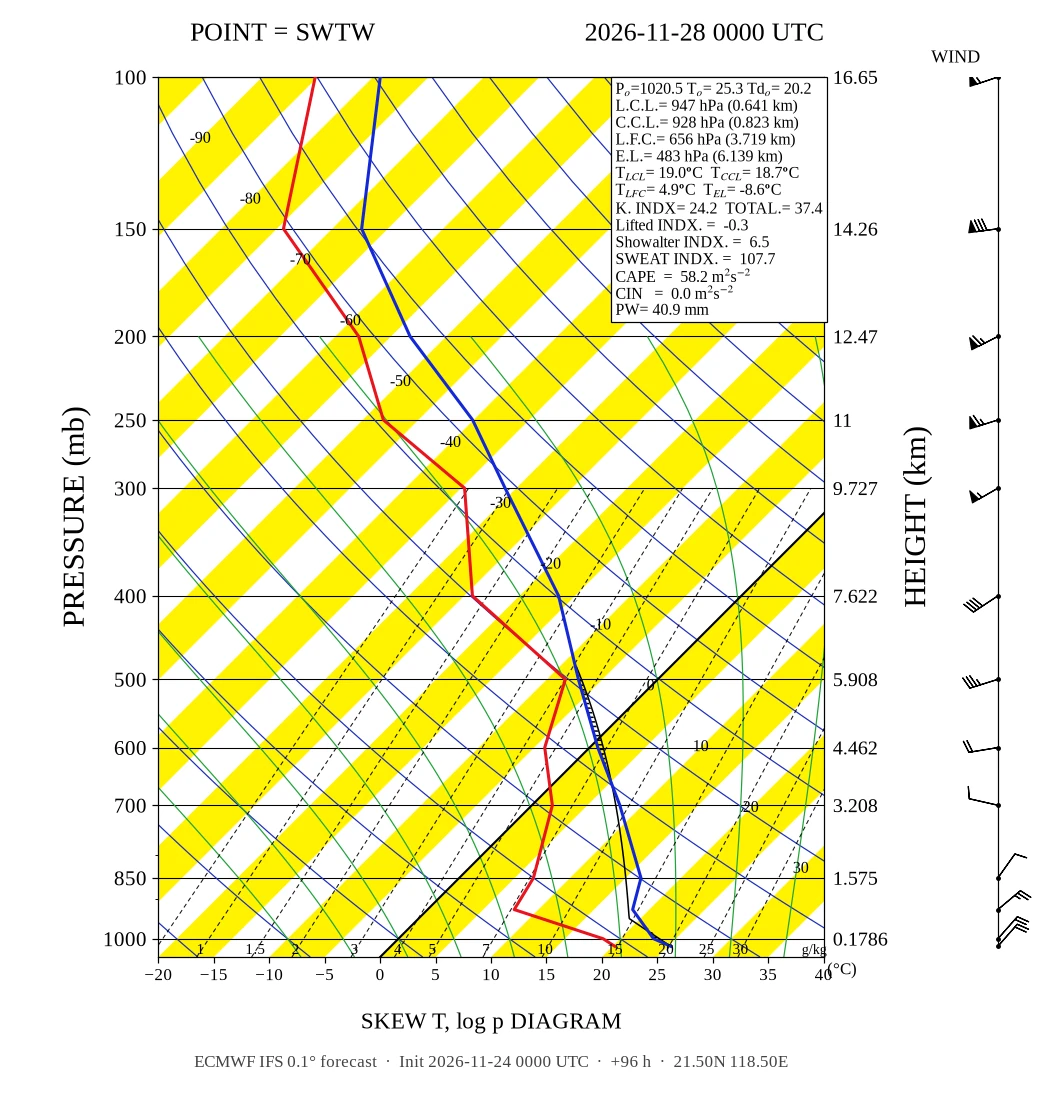 POINT = SWTW 2026-11-28 0000 UTC
WIND
100 16.65
Pₒ=1020.5 Tₒ= 25.3 Tdₒ= 20.2
L.C.L.= 947 hPa (0.641 km)
C.C.L.= 928 hPa (0.823 km)
L.F.C.= 656 hPa (3.719 km)
E.L.= 483 hPa (6.139 km)
T_LCL= 19.0°C T_CCL= 18.7°C
T_LFC= 4.9°C T_EL= -8.6°C
K. INDX= 24.2 TOTAL.= 37.4
Lifted INDX. = -0.3
Showalter INDX. = 6.5
SWEAT INDX. = 107.7
CAPE = 58.2 m²s⁻²
CIN = 0.0 m²s⁻²
PW= 40.9 mm
-90
-80
150 14.26
-70
-60
200 12.47
-50
250 11
-40
PRESSURE (mb)
HEIGHT (km)
300 9.727
-30
-20
400 7.622
-10
500 0 5.908
600 10 4.462
700 20 3.208
30
850 1.575
1000 0.1786
1 1.5 2 3 4 5 7 10 15 20 25 30 g/kg
−20 −15 −10 −5 0 5 10 15 20 25 30 35 40 (°C)
SKEW T, log p DIAGRAM
ECMWF IFS 0.1° forecast · Init 2026-11-24 0000 UTC · +96 h · 21.50N 118.50E